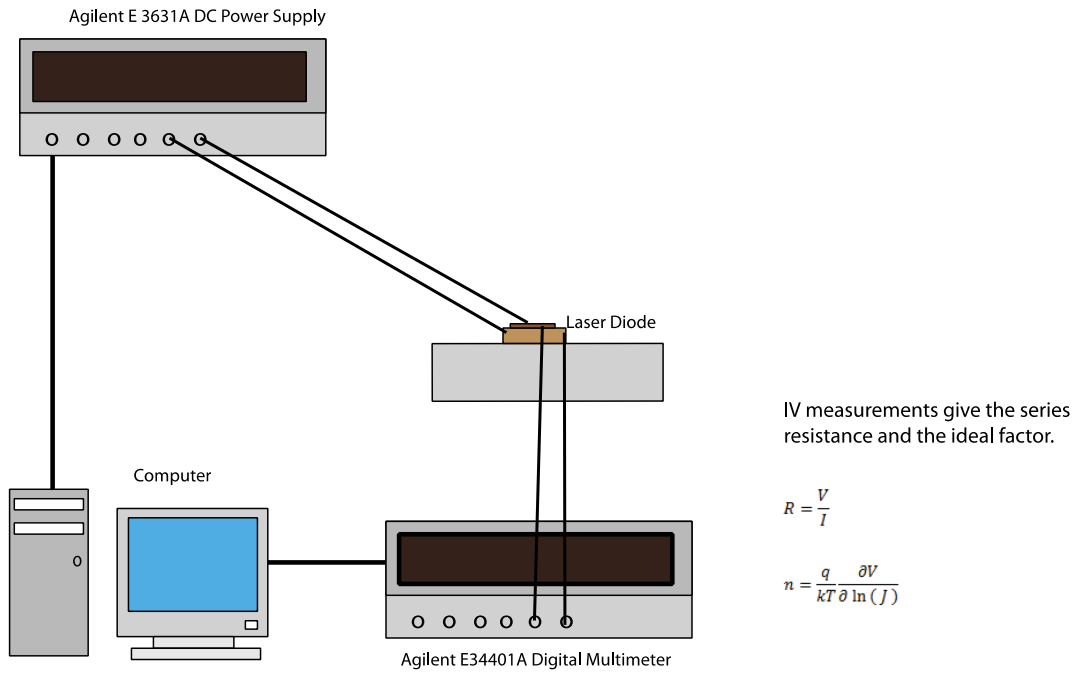 Agilent E 3631A DC Power Supply
Laser Diode
IV measurements give the series
resistance and the ideal factor.
Computer
R = V/I
n = q/kT ∂V/∂ ln (J)
Agilent E34401A Digital Multimeter